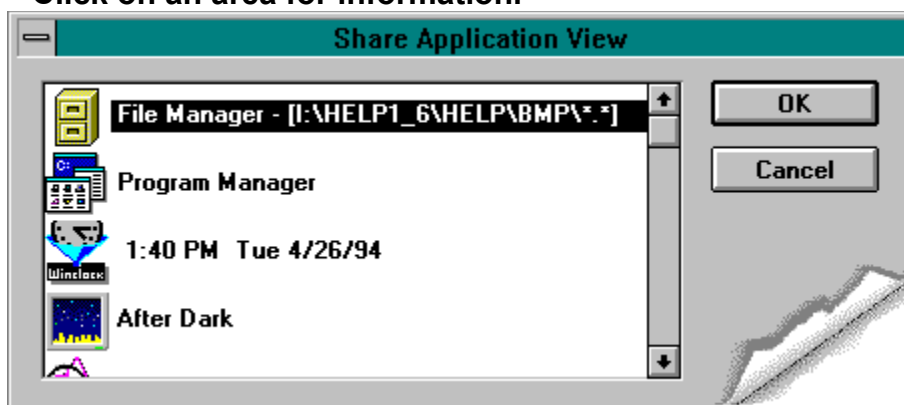 Click on an area for information.
Share Application View
File Manager - [I:\HELP1_6\HELP\BMP\*.*]
OK
Program Manager
Cancel
1:40 PM Tue 4/26/94
Winclock
After Dark